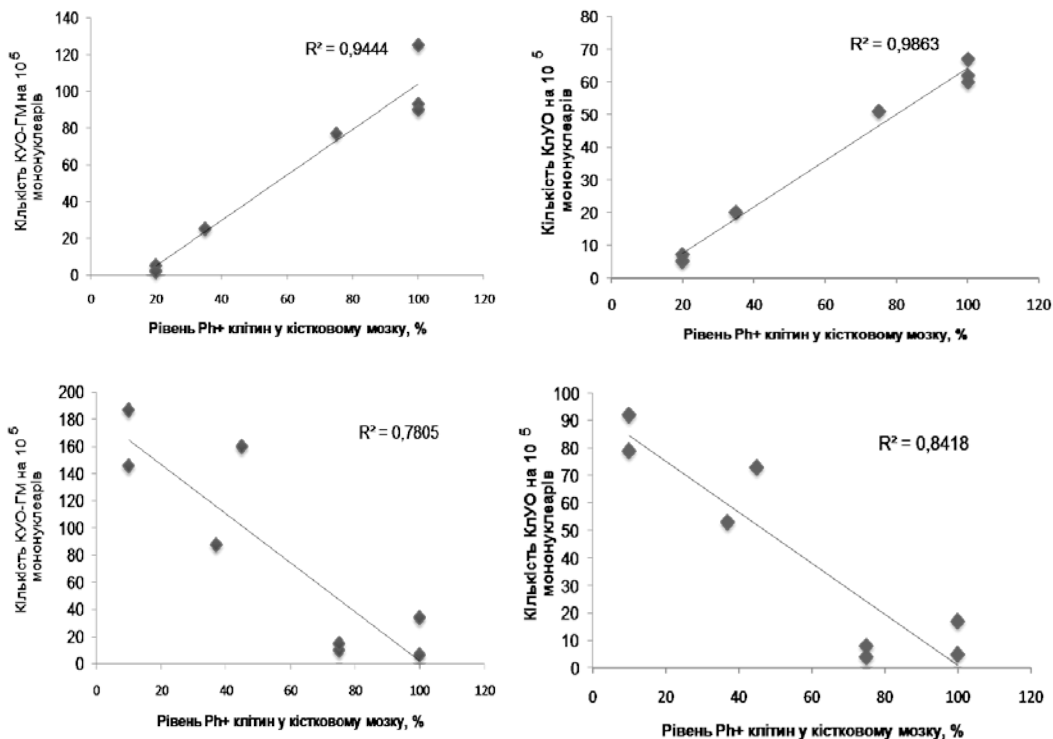 Кількість КУО-ГМ на 10 5
мононуклеарів
140
120
100
80
60
40
20
0
R² = 0,9444
0 20 40 60 80 100 120
Рівень Ph+ клітин у кістковому мозку, %
Кількість КлУО на 10 5
мононуклеарів
80
70
60
50
40
30
20
10
0
R² = 0,9863
0 20 40 60 80 100 120
Рівень Ph+ клітин у кістковому мозку, %
Кількість КУО-ГМ на 10 5
мононуклеарів
200
180
160
140
120
100
80
60
40
20
0
R² = 0,7805
0 20 40 60 80 100 120
Рівень Ph+ клітин у кістковому мозку, %
Кількість КлУО на 10 5
мононуклеарів
100
90
80
70
60
50
40
30
20
10
0
R² = 0,8418
0 20 40 60 80 100 120
Рівень Ph+ клітин у кістковому мозку, %